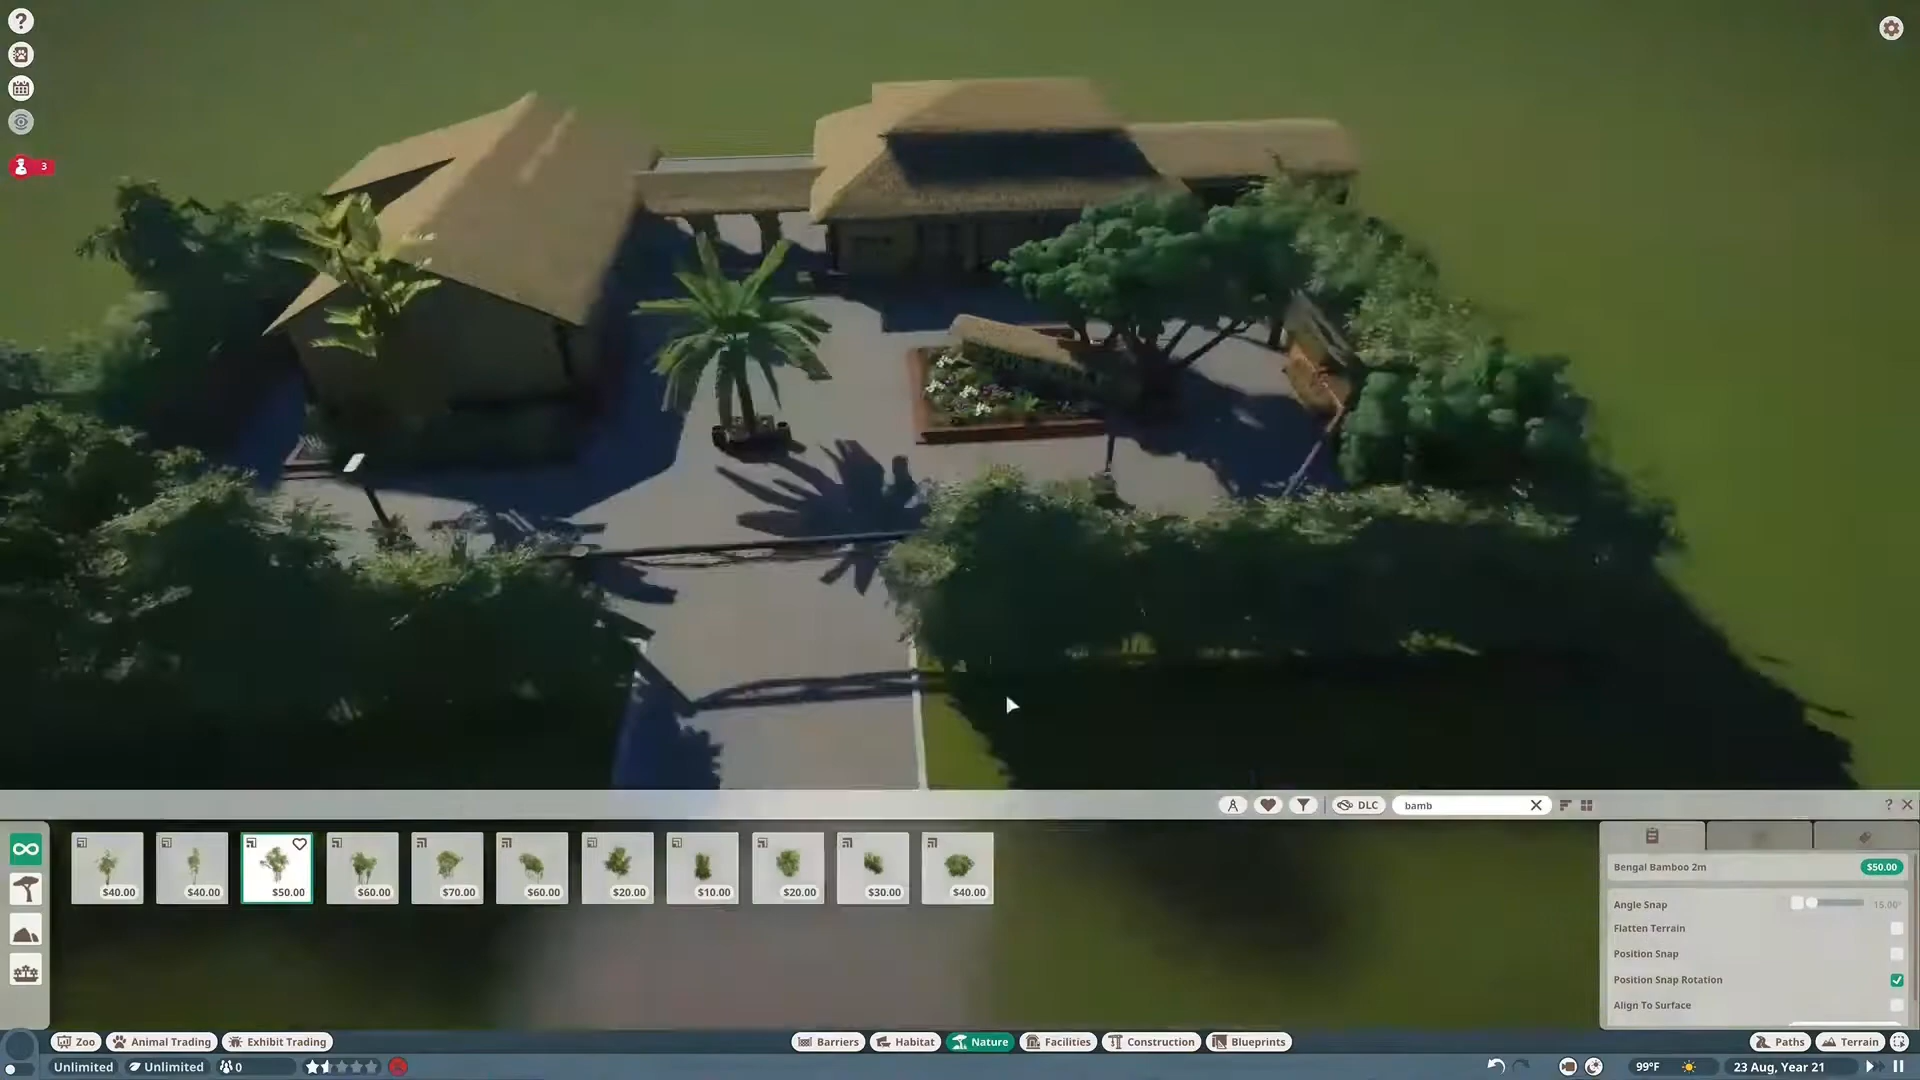 ?
3
DLC
bamb
?
$40.00
$40.00
$50.00
$60.00
$70.00
$60.00
$20.00
$10.00
$20.00
$30.00
$40.00
Bengal Bamboo 2m
$50.00
Angle Snap
15.00°
Flatten Terrain
Position Snap
Position Snap Rotation
Align To Surface
Zoo
Animal Trading
Exhibit Trading
Barriers
Habitat
Nature
Facilities
Construction
Blueprints
Paths
Terrain
Unlimited
Unlimited
0
99°F
23 Aug, Year 21